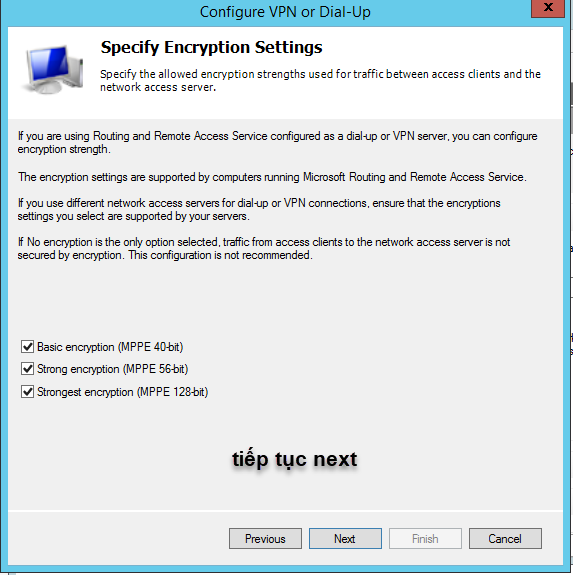 Configure VPN or Dial-Up
x
Specify Encryption Settings
Specify the allowed encryption strengths used for traffic between access clients and the
network access server.
If you are using Routing and Remote Access Service configured as a dial-up or VPN server, you can configure
encryption strength.
The encryption settings are supported by computers running Microsoft Routing and Remote Access Service.
If you use different network access servers for dial-up or VPN connections, ensure that the encryptions
settings you select are supported by your servers.
If No encryption is the only option selected, traffic from access clients to the network access server is not
secured by encryption. This configuration is not recommended.
Basic encryption (MPPE 40-bit)
Strong encryption (MPPE 56-bit)
Strongest encryption (MPPE 128-bit)
tiếp tục next
Previous
Next
Finish
Cancel